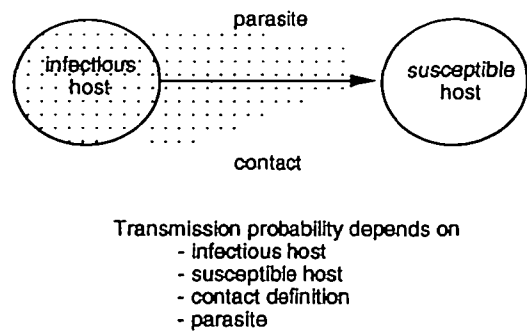 parasite
infectious
host
susceptible
host
contact
Transmission probability depends on
- infectious host
- susceptible host
- contact definition
- parasite